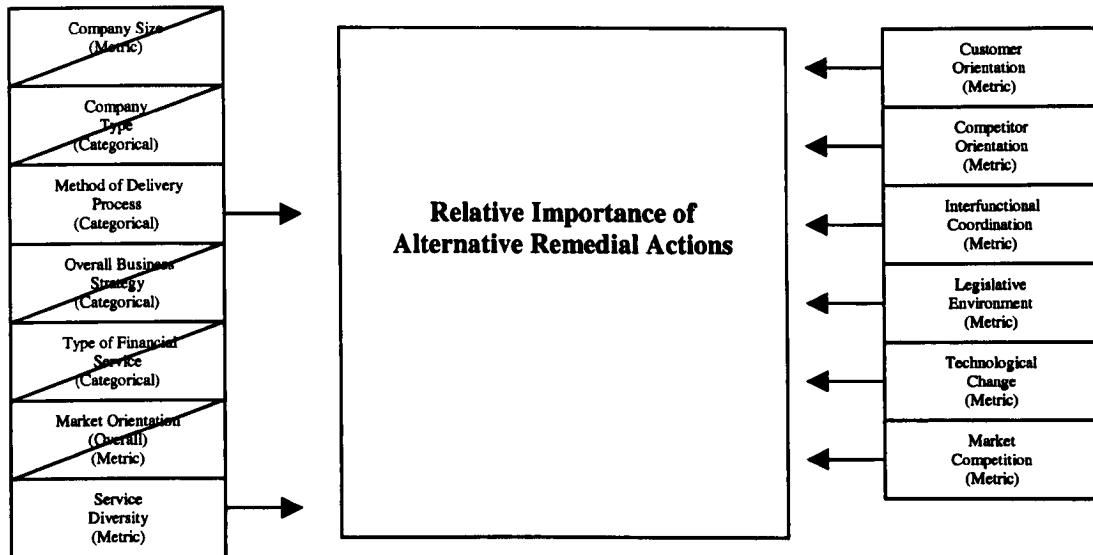 Company Size
(Metric)
Company
Type
(Categorical)
Method of Delivery
Process
(Categorical)
Overall Business
Strategy
(Categorical)
Type of Financial
Service
(Categorical)
Market Orientation
(Overall)
(Metric)
Service
Diversity
(Metric)
Relative Importance of
Alternative Remedial Actions
Customer
Orientation
(Metric)
Competitor
Orientation
(Metric)
Interfunctional
Coordination
(Metric)
Legislative
Environment
(Metric)
Technological
Change
(Metric)
Market
Competition
(Metric)